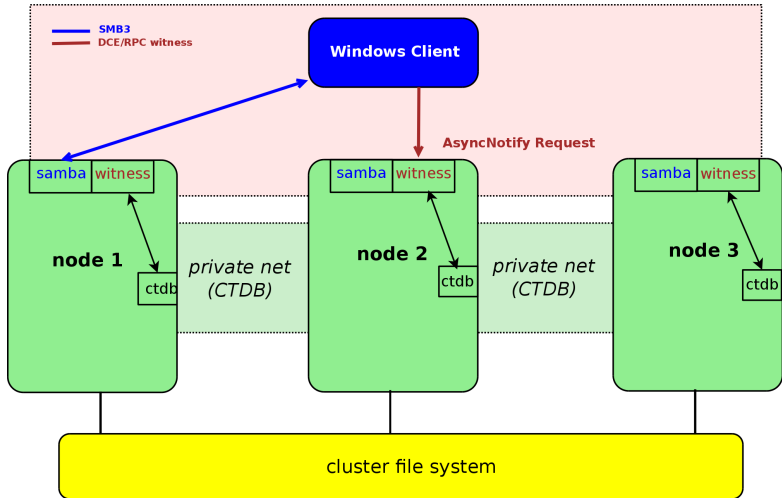 SMB3
DCE/RPC witness
Windows Client
AsyncNotify Request
samba witness
samba witness
samba witness
node 1
node 2
node 3
private net
(CTDB)
private net
(CTDB)
ctdb
ctdb
ctdb
cluster file system